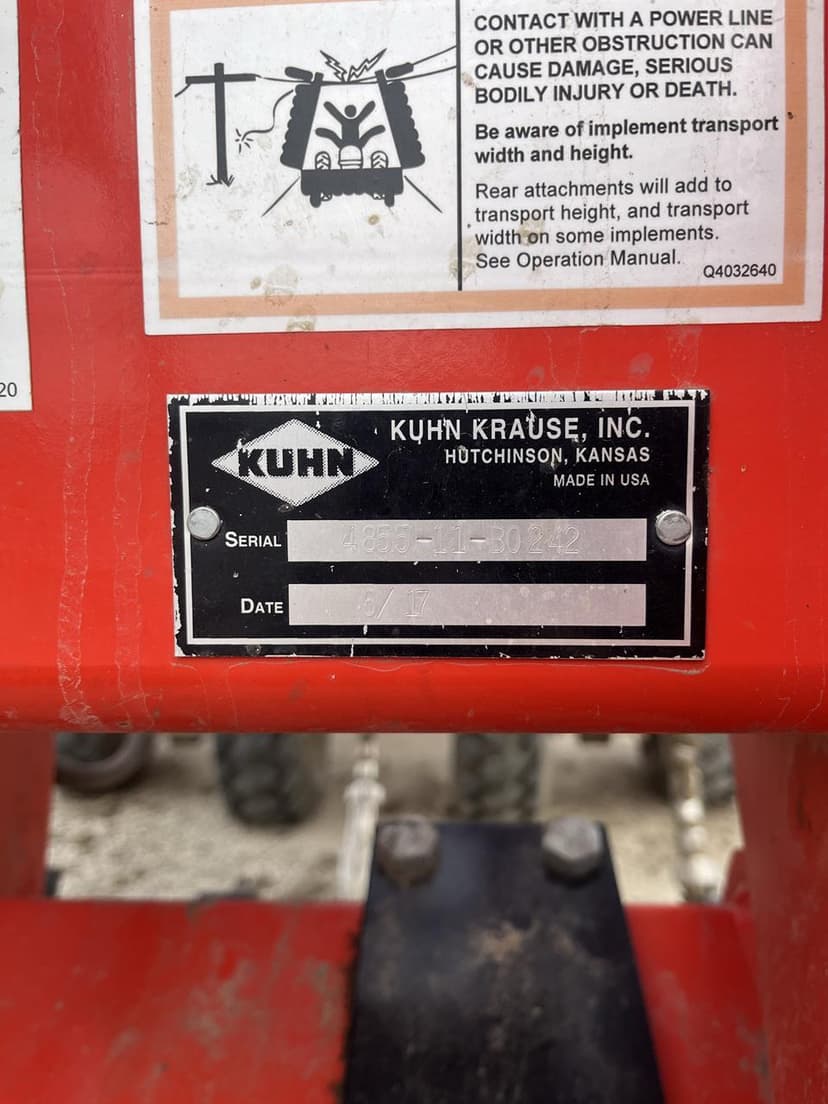 CONTACT WITH A POWER LINE
OR OTHER OBSTRUCTION CAN
CAUSE DAMAGE, SERIOUS
BODILY INJURY OR DEATH.
Be aware of implement transport
width and height.
Rear attachments will add to
transport height, and transport
width on some implements.
See Operation Manual.
Q4032640
20
KUHN
KUHN KRAUSE, INC.
HUTCHINSON, KANSAS
MADE IN USA
SERIAL 4855-11-B0242
DATE 6/17